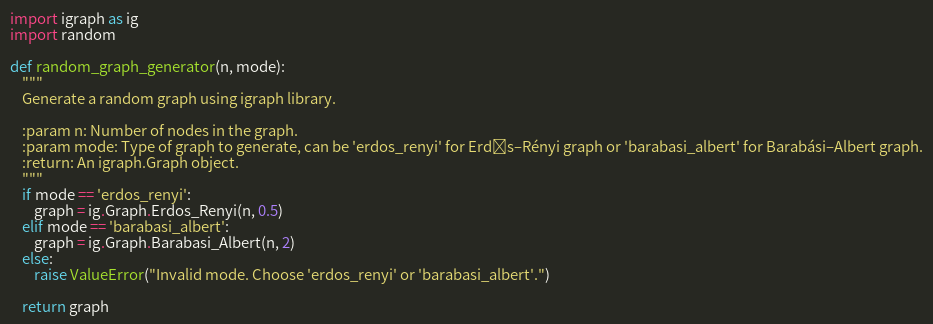 import igraph as ig
import random

def random_graph_generator(n, mode):
    """
    Generate a random graph using igraph library.

    :param n: Number of nodes in the graph.
    :param mode: Type of graph to generate, can be 'erdos_renyi' for Erd☒s–Rényi graph or 'barabasi_albert' for Barabási–Albert graph.
    :return: An igraph.Graph object.
    """
    if mode == 'erdos_renyi':
        graph = ig.Graph.Erdos_Renyi(n, 0.5)
    elif mode == 'barabasi_albert':
        graph = ig.Graph.Barabasi_Albert(n, 2)
    else:
        raise ValueError("Invalid mode. Choose 'erdos_renyi' or 'barabasi_albert'.")

    return graph